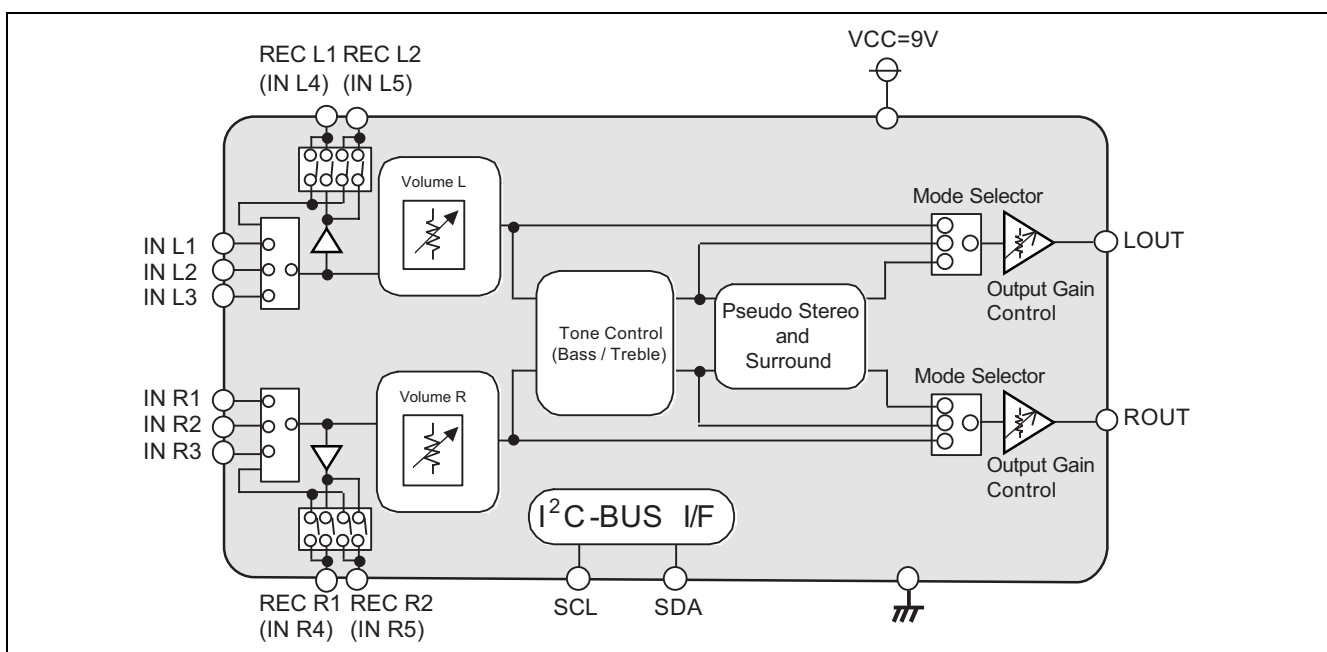 REC L1 REC L2
(IN L4) (IN L5)
VCC=9V
Volume L
Mode Selector
IN L1
IN L2
IN L3
LOUT
Output Gain
Control
Tone Control
(Bass / Treble)
Pseudo Stereo
and
Surround
Mode Selector
IN R1
IN R2
IN R3
Volume R
ROUT
Output Gain
Control
I²C-BUS I/F
REC R1 REC R2
(IN R4) (IN R5)
SCL
SDA